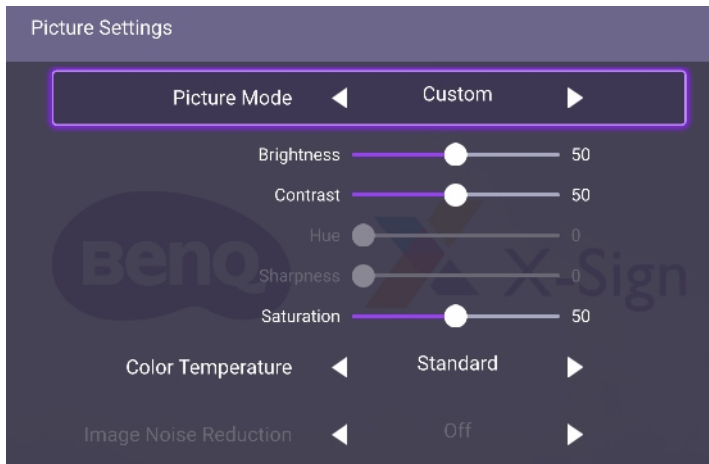 Picture Settings
Picture Mode Custom
Brightness 50
Contrast 50
Hue 0
Sharpness 0
BenQ X-Sign
Saturation 50
Color Temperature Standard
Image Noise Reduction Off